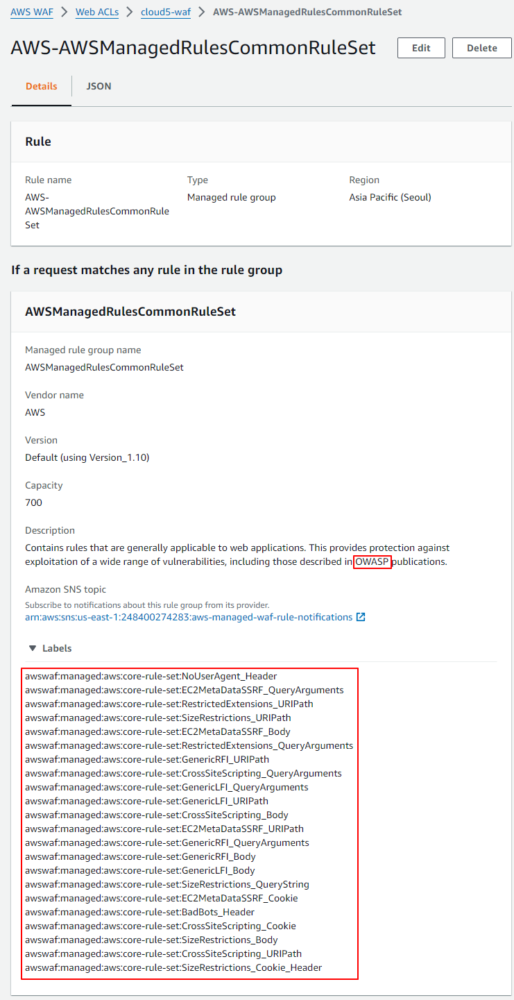 AWS WAF > Web ACLs > cloud5-waf > AWS-AWSManagedRulesCommonRuleSet
AWS-AWSManagedRulesCommonRuleSet Edit Delete
Details JSON
Rule
Rule name Type Region
AWS- Managed rule group Asia Pacific (Seoul)
AWSManagedRulesCommonRule
Set
If a request matches any rule in the rule group
AWSManagedRulesCommonRuleSet
Managed rule group name
AWSManagedRulesCommonRuleSet
Vendor name
AWS
Version
Default (using Version_1.10)
Capacity
700
Description
Contains rules that are generally applicable to web applications. This provides protection against
exploitation of a wide range of vulnerabilities, including those described in OWASP publications.
Amazon SNS topic
Subscribe to notifications about this rule group from its provider.
arn:aws:sns:us-east-1:248400274283:aws-managed-waf-rule-notifications
Labels
awswaf:managed:aws:core-rule-set:NoUserAgent_Header
awswaf:managed:aws:core-rule-set:EC2MetaDataSSRF_QueryArguments
awswaf:managed:aws:core-rule-set:RestrictedExtensions_URIPath
awswaf:managed:aws:core-rule-set:SizeRestrictions_URIPath
awswaf:managed:aws:core-rule-set:EC2MetaDataSSRF_Body
awswaf:managed:aws:core-rule-set:RestrictedExtensions_QueryArguments
awswaf:managed:aws:core-rule-set:GenericRFI_URIPath
awswaf:managed:aws:core-rule-set:CrossSiteScripting_QueryArguments
awswaf:managed:aws:core-rule-set:GenericLFI_QueryArguments
awswaf:managed:aws:core-rule-set:GenericLFI_URIPath
awswaf:managed:aws:core-rule-set:CrossSiteScripting_Body
awswaf:managed:aws:core-rule-set:EC2MetaDataSSRF_URIPath
awswaf:managed:aws:core-rule-set:GenericRFI_QueryArguments
awswaf:managed:aws:core-rule-set:GenericRFI_Body
awswaf:managed:aws:core-rule-set:GenericLFI_Body
awswaf:managed:aws:core-rule-set:SizeRestrictions_QueryString
awswaf:managed:aws:core-rule-set:EC2MetaDataSSRF_Cookie
awswaf:managed:aws:core-rule-set:BadBots_Header
awswaf:managed:aws:core-rule-set:CrossSiteScripting_Cookie
awswaf:managed:aws:core-rule-set:SizeRestrictions_Body
awswaf:managed:aws:core-rule-set:CrossSiteScripting_URIPath
awswaf:managed:aws:core-rule-set:SizeRestrictions_Cookie_Header